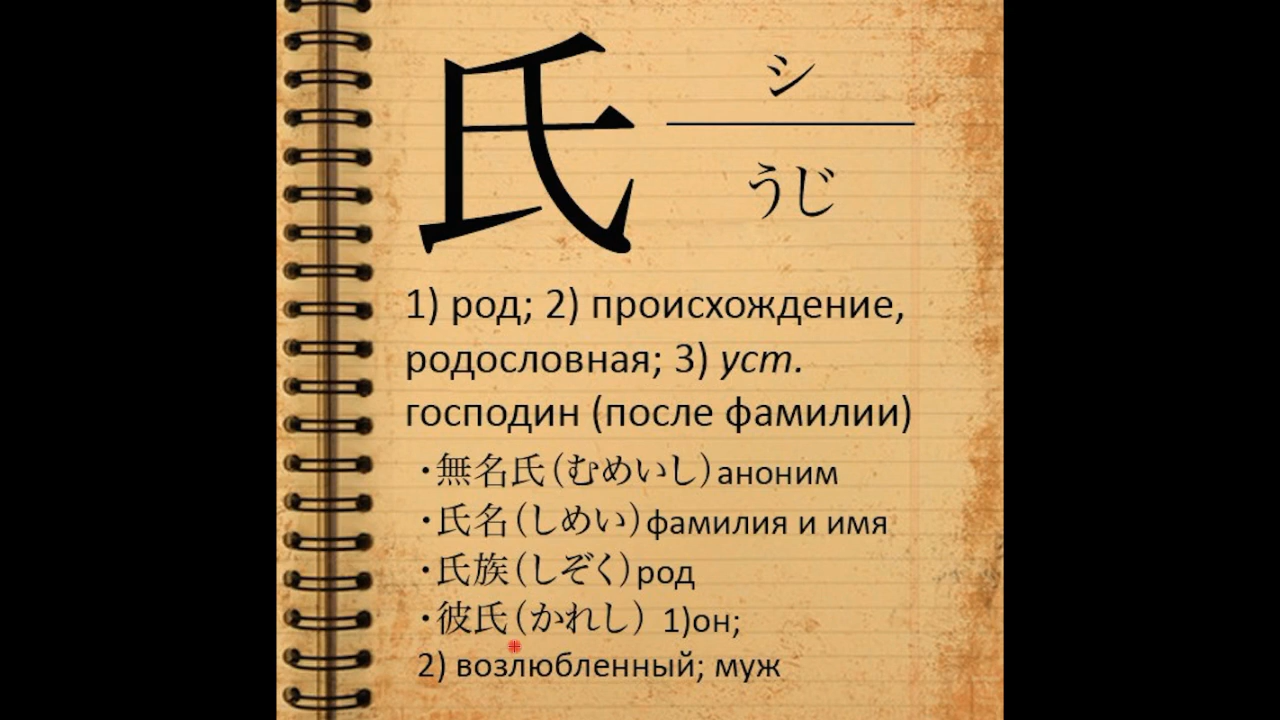 氏
シ
うじ
1) род; 2) происхождение,
родословная; 3) уст.
господин (после фамилии)
・無名氏(むめいし)аноним
・氏名(しめい)фамилия и имя
・氏族(しぞく)род
・彼氏(かれし) 1)он;
2) возлюбленный; муж